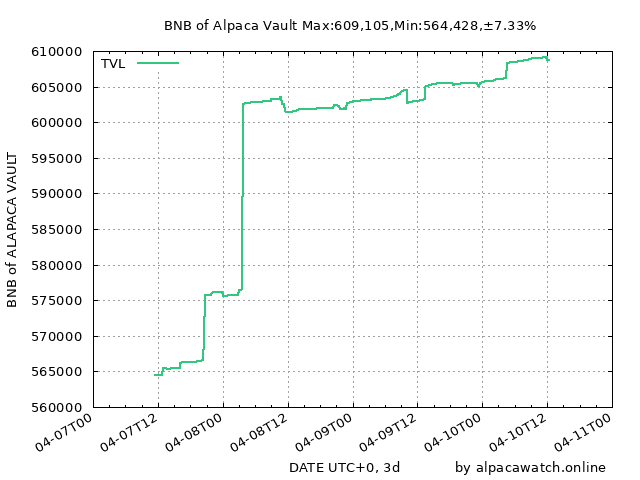 BNB of Alpaca Vault Max:609,105,Min:564,428,±7.33%
TVL
BNB of ALAPACA VAULT
610000
605000
600000
595000
590000
585000
580000
575000
570000
565000
560000
04-07T00
04-07T12
04-08T00
04-08T12
04-09T00
04-09T12
04-10T00
04-10T12
04-11T00
DATE UTC+0, 3d
by alpacawatch.online